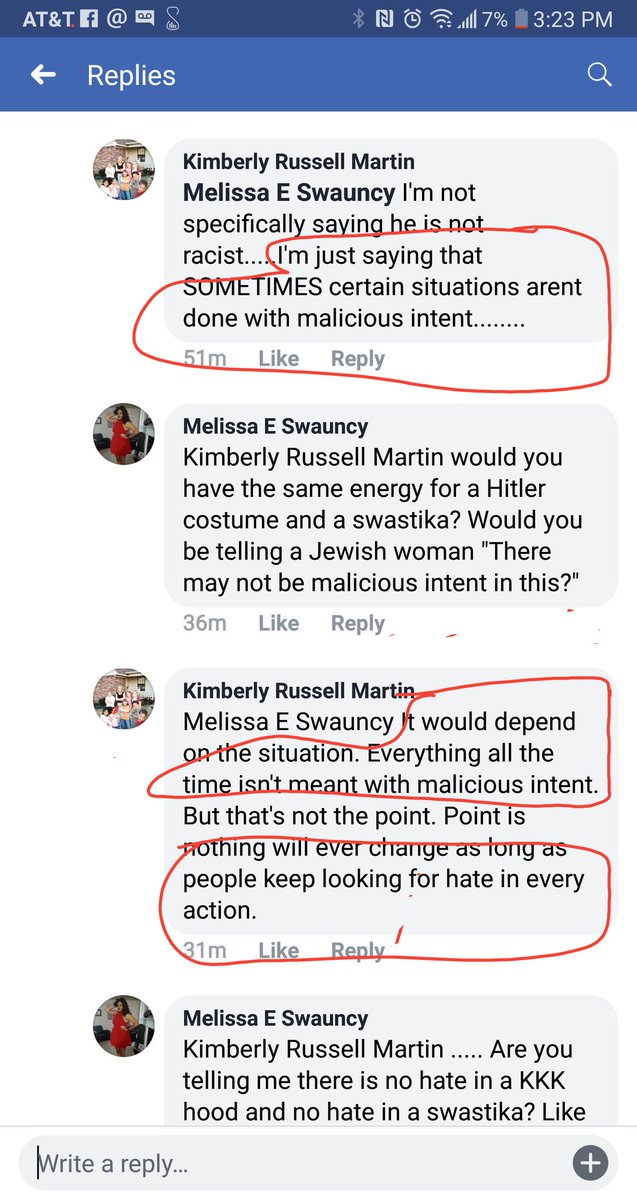 AT&T 7% 3:23 PM
Replies
Kimberly Russell Martin
Melissa E Swauncy I'm not
specifically saying he is not
racist.....I'm just saying that
SOMETIMES certain situations arent
done with malicious intent........
51m Like Reply
Melissa E Swauncy
Kimberly Russell Martin would you
have the same energy for a Hitler
costume and a swastika? Would you
be telling a Jewish woman "There
may not be malicious intent in this?"
36m Like Reply
Kimberly Russell Martin
Melissa E Swauncy It would depend
on the situation. Everything all the
time isn't meant with malicious intent.
But that's not the point. Point is
nothing will ever change as long as
people keep looking for hate in every
action.
31m Like Reply
Melissa E Swauncy
Kimberly Russell Martin ..... Are you
telling me there is no hate in a KKK
hood and no hate in a swastika? Like
Write a reply...